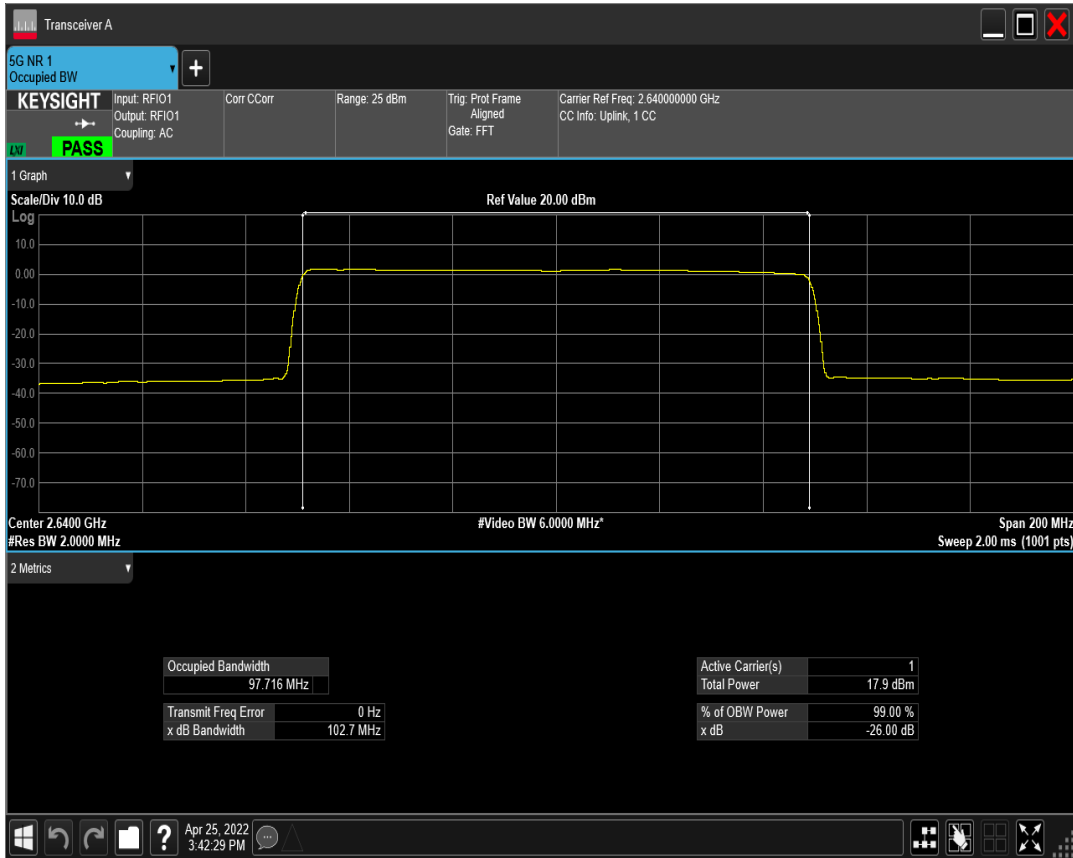 Transceiver A
5G NR 1
Occupied BW
KEYSIGHT
LXI
PASS
Input: RFIO1
Output: RFIO1
Coupling: AC
Corr CCorr
Range: 25 dBm
Trig: Prot Frame
Aligned
Gate: FFT
Carrier Ref Freq: 2.640000000 GHz
CC Info: Uplink, 1 CC
1 Graph
Scale/Div 10.0 dB
Ref Value 20.00 dBm
Log
10.0
0.00
-10.0
-20.0
-30.0
-40.0
-50.0
-60.0
-70.0
Center 2.6400 GHz
#Video BW 6.0000 MHz*
Span 200 MHz
#Res BW 2.0000 MHz
Sweep 2.00 ms (1001 pts)
2 Metrics
Occupied Bandwidth
97.716 MHz
Transmit Freq Error 0 Hz
x dB Bandwidth 102.7 MHz
Active Carrier(s) 1
Total Power 17.9 dBm
% of OBW Power 99.00 %
x dB -26.00 dB
Apr 25, 2022
3:42:29 PM